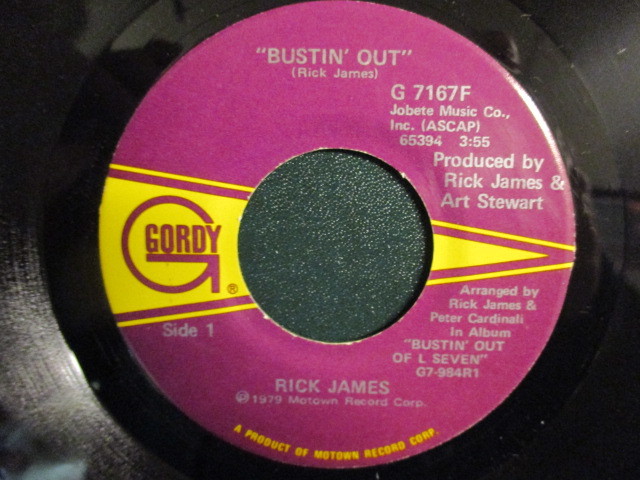 "BUSTIN' OUT"
(Rick James)
G 7167F
Jobete Music Co.,
Inc. (ASCAP)
65394 3:55
Produced by
Rick James &
Art Stewart
GORDY
®
Side 1
Arranged by
Rick James &
Peter Cardinali
In Album
"BUSTIN' OUT
OF L SEVEN"
G7-984R1
RICK JAMES
℗1979 Motown Record Corp.
A PRODUCT OF MOTOWN RECORD CORP.